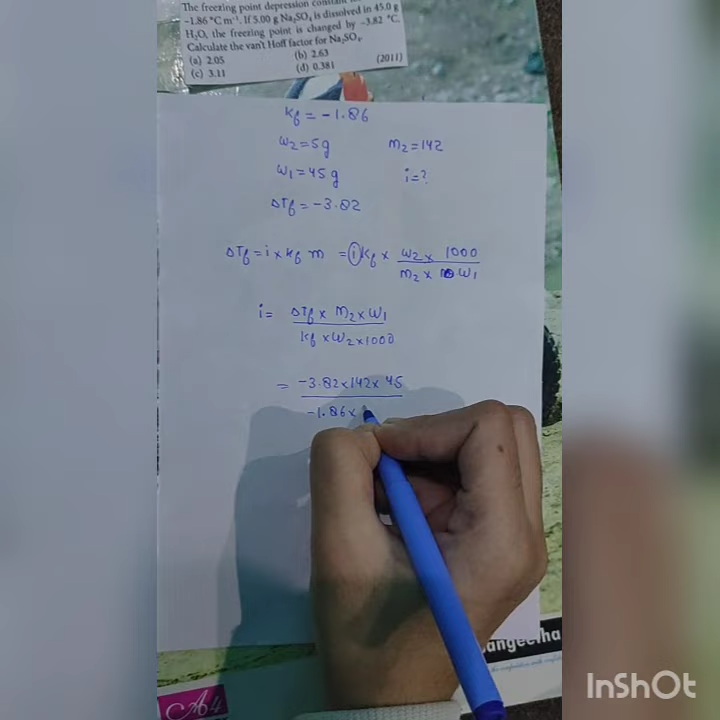 The freezing point depression constant
-1.86 °C m⁻¹. If 5.00 g Na₂SO₄ is dissolved in 45.0 g
H₂O, the freezing point is changed by -3.82 °C.
Calculate the van't Hoff factor for Na₂SO₄.
(a) 2.05 (b) 2.63
(c) 3.11 (d) 0.381 (2011)
Kf = -1.86
w2 = 5g m2 = 142
w1 = 45g i = ?
ΔTf = -3.82
ΔTf = i x kf m = i kf x w2 x 1000 / m2 x w1
i = ΔTf x m2 x w1 / kf x w2 x 1000
= -3.82 x 142 x 45 / -1.86 x
angeetha
A4
InShOt